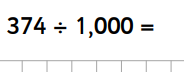 374 ÷ 1,000 =